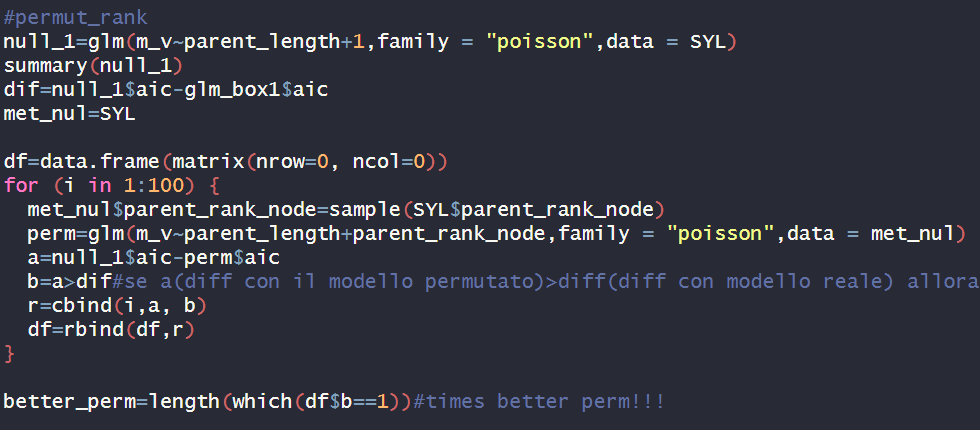 #permut_rank
null_1=glm(m_v~parent_length+1,family = "poisson",data = SYL)
summary(null_1)
dif=null_1$aic-glm_box1$aic
met_nul=SYL
df=data.frame(matrix(nrow=0, ncol=0))
for (i in 1:100) {
met_nul$parent_rank_node=sample(SYL$parent_rank_node)
perm=glm(m_v~parent_length+parent_rank_node,family = "poisson",data = met_nul)
a=null_1$aic-perm$aic
b=a>dif#se a(diff con il modello permutato)>diff(diff con modello reale) allora
r=cbind(i,a, b)
df=rbind(df,r)
}
better_perm=length(which(df$b==1))#times better perm!!!